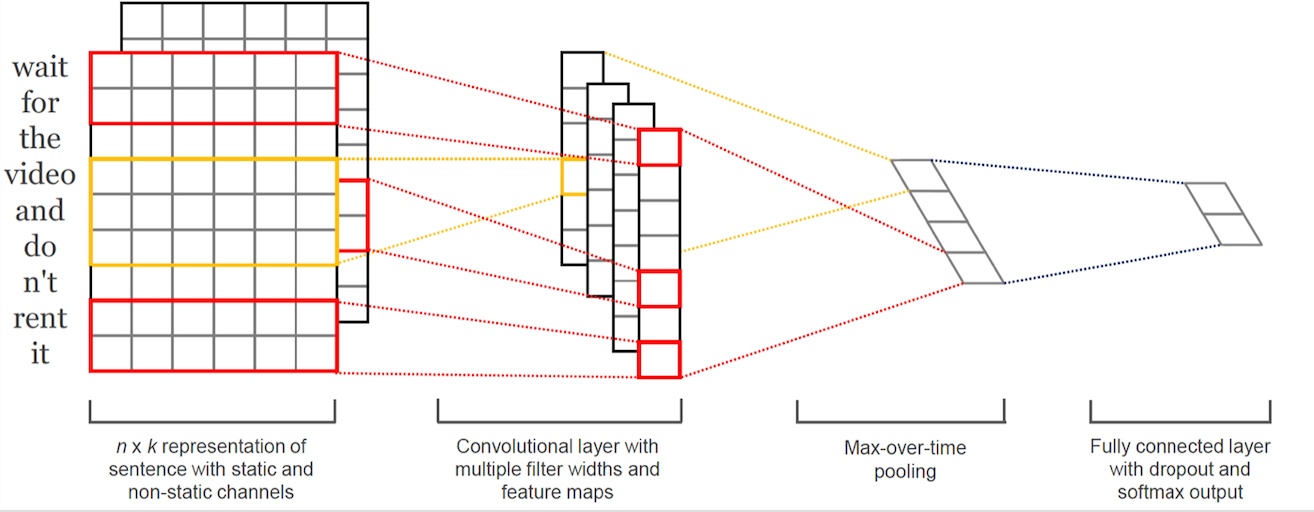 wait
for
the
video
and
do
n't
rent
it
n x k representation of
sentence with static and
non-static channels
Convolutional layer with
multiple filter widths and
feature maps
Max-over-time
pooling
Fully connected layer
with dropout and
softmax output